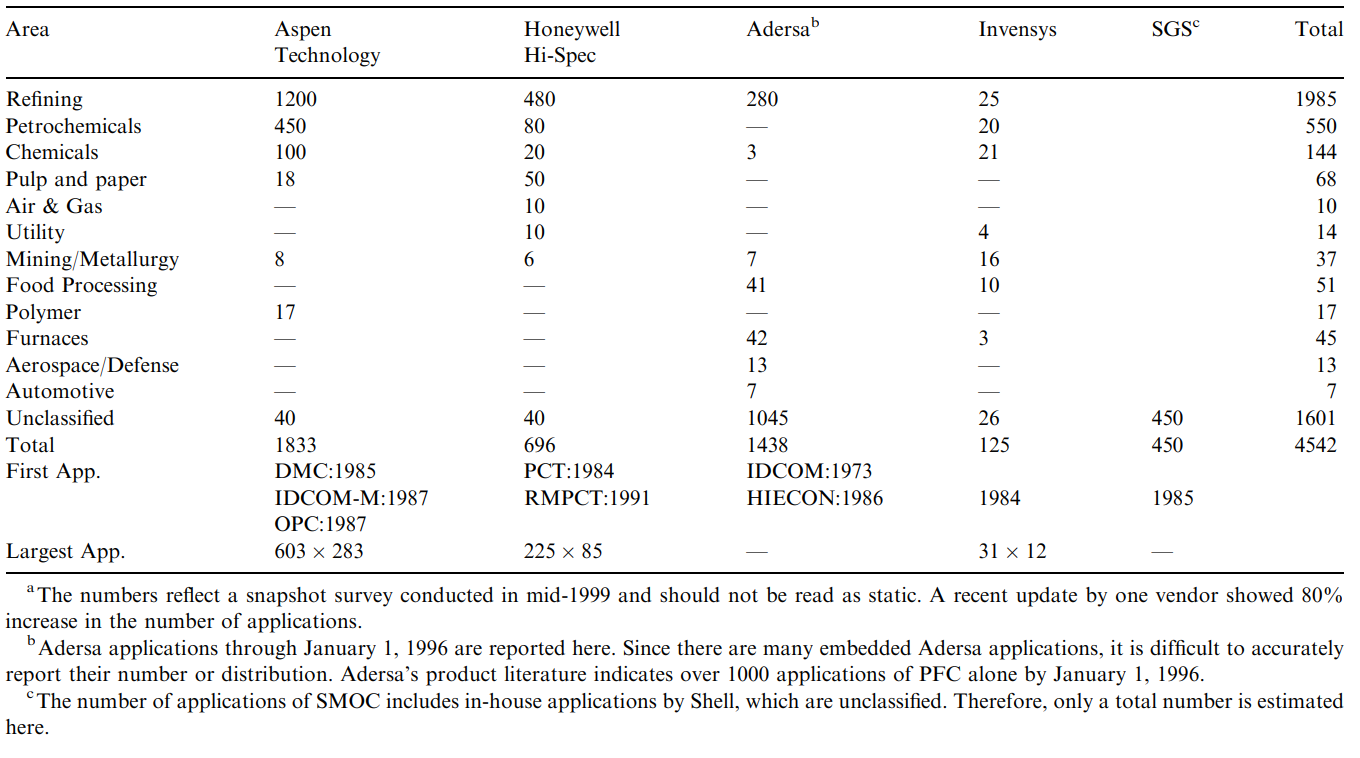 Area Aspen Technology Honeywell Hi-Spec Adersa^b Invensys SGS^c Total
Refining 1200 480 280 25 1985
Petrochemicals 450 80 — 20 550
Chemicals 100 20 3 21 144
Pulp and paper 18 50 — — 68
Air & Gas — 10 — — 10
Utility — 10 — 4 14
Mining/Metallurgy 8 6 7 16 37
Food Processing — — 41 10 51
Polymer 17 — — — 17
Furnaces — — 42 3 45
Aerospace/Defense — — 13 — 13
Automotive — — 7 — 7
Unclassified 40 40 1045 26 450 1601
Total 1833 696 1438 125 450 4542
First App. DMC:1985 PCT:1984 IDCOM:1973
IDCOM-M:1987 RMPCT:1991 HIECON:1986 1984 1985
OPC:1987
Largest App. 603 × 283 225 × 85 — 31 × 12 —
^a The numbers reflect a snapshot survey conducted in mid-1999 and should not be read as static. A recent update by one vendor showed 80%
increase in the number of applications.
^b Adersa applications through January 1, 1996 are reported here. Since there are many embedded Adersa applications, it is difficult to accurately
report their number or distribution. Adersa's product literature indicates over 1000 applications of PFC alone by January 1, 1996.
^c The number of applications of SMOC includes in-house applications by Shell, which are unclassified. Therefore, only a total number is estimated
here.